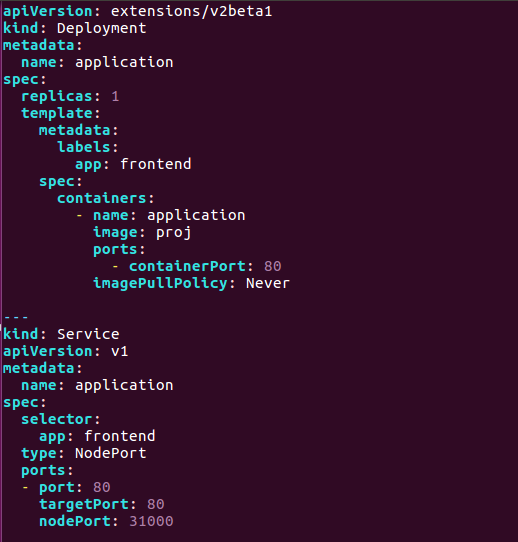 apiVersion: extensions/v2beta1
kind: Deployment
metadata:
  name: application
spec:
  replicas: 1
  template:
    metadata:
      labels:
        app: frontend
    spec:
      containers:
        - name: application
          image: proj
          ports:
            - containerPort: 80
          imagePullPolicy: Never

---
kind: Service
apiVersion: v1
metadata:
  name: application
spec:
  selector:
    app: frontend
  type: NodePort
  ports:
  - port: 80
    targetPort: 80
    nodePort: 31000